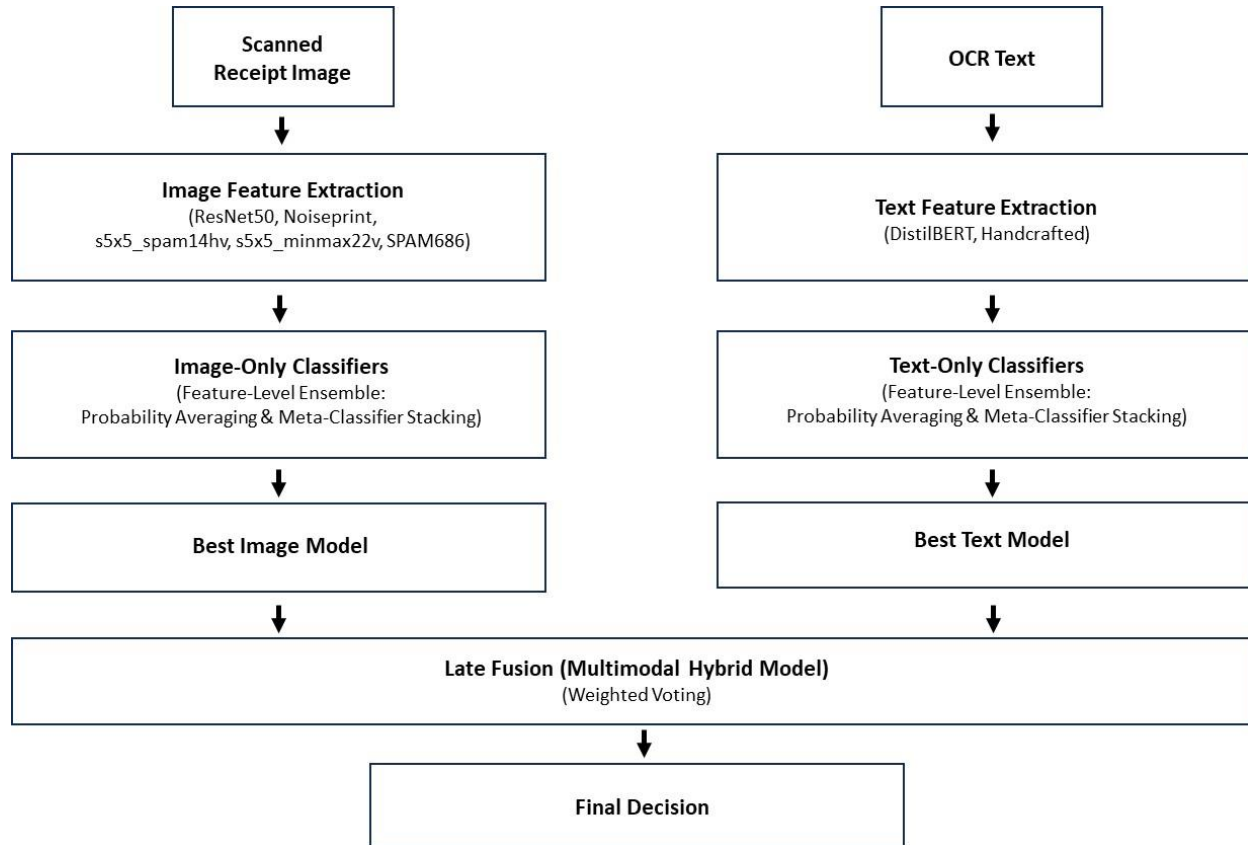 Scanned
Receipt Image
OCR Text
Image Feature Extraction
(ResNet50, Noiseprint,
s5x5_spam14hv, s5x5_minmax22v, SPAM686)
Text Feature Extraction
(DistilBERT, Handcrafted)
Image-Only Classifiers
(Feature-Level Ensemble:
Probability Averaging & Meta-Classifier Stacking)
Text-Only Classifiers
(Feature-Level Ensemble:
Probability Averaging & Meta-Classifier Stacking)
Best Image Model
Best Text Model
Late Fusion (Multimodal Hybrid Model)
(Weighted Voting)
Final Decision